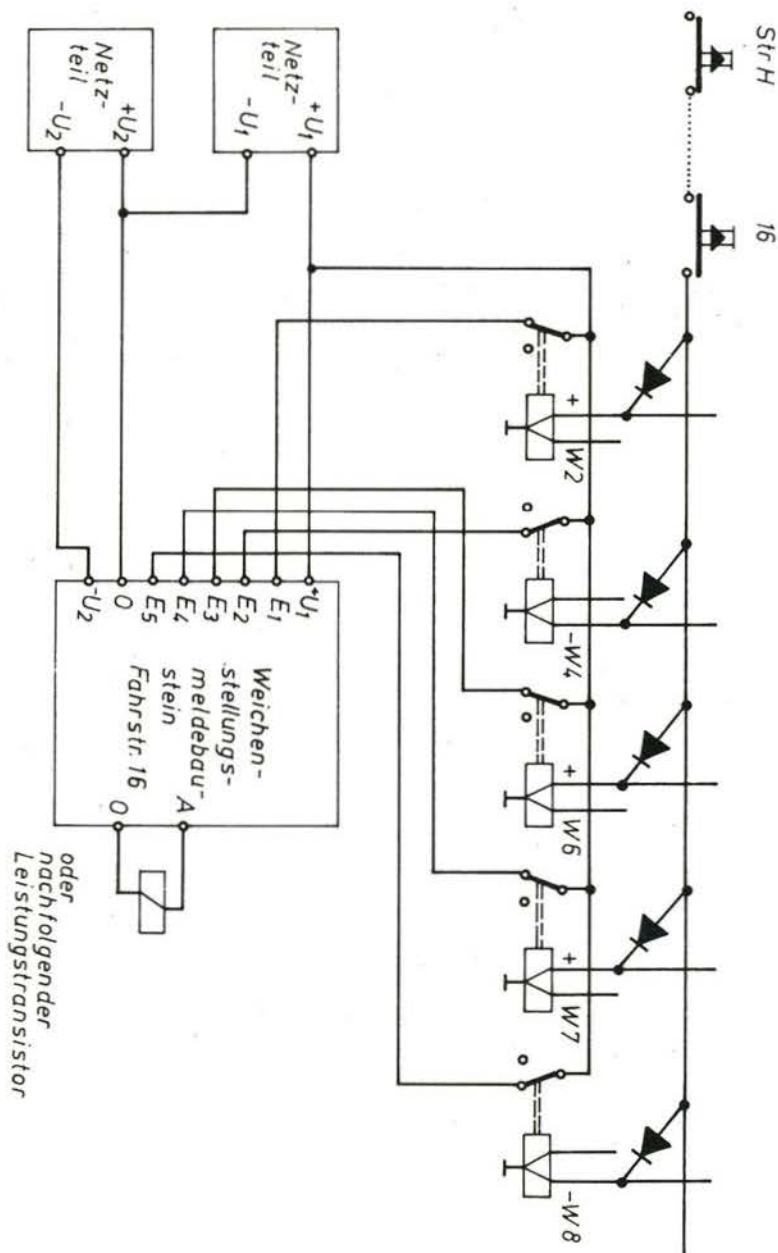 Str H
16
+
W2
-W4
+
W6
+
W7
-W8
Netz-
teil
+U₁
-U₁
Netz-
teil
+U₂
-U₂
+U₁
E₁
E₂
E₃
E₄
E₅
0
-U₂
Weichen-
stellungs-
meldebau-
stein
Fahrstr. 16
A
0
oder
nachfolgender
Leistungstransistor